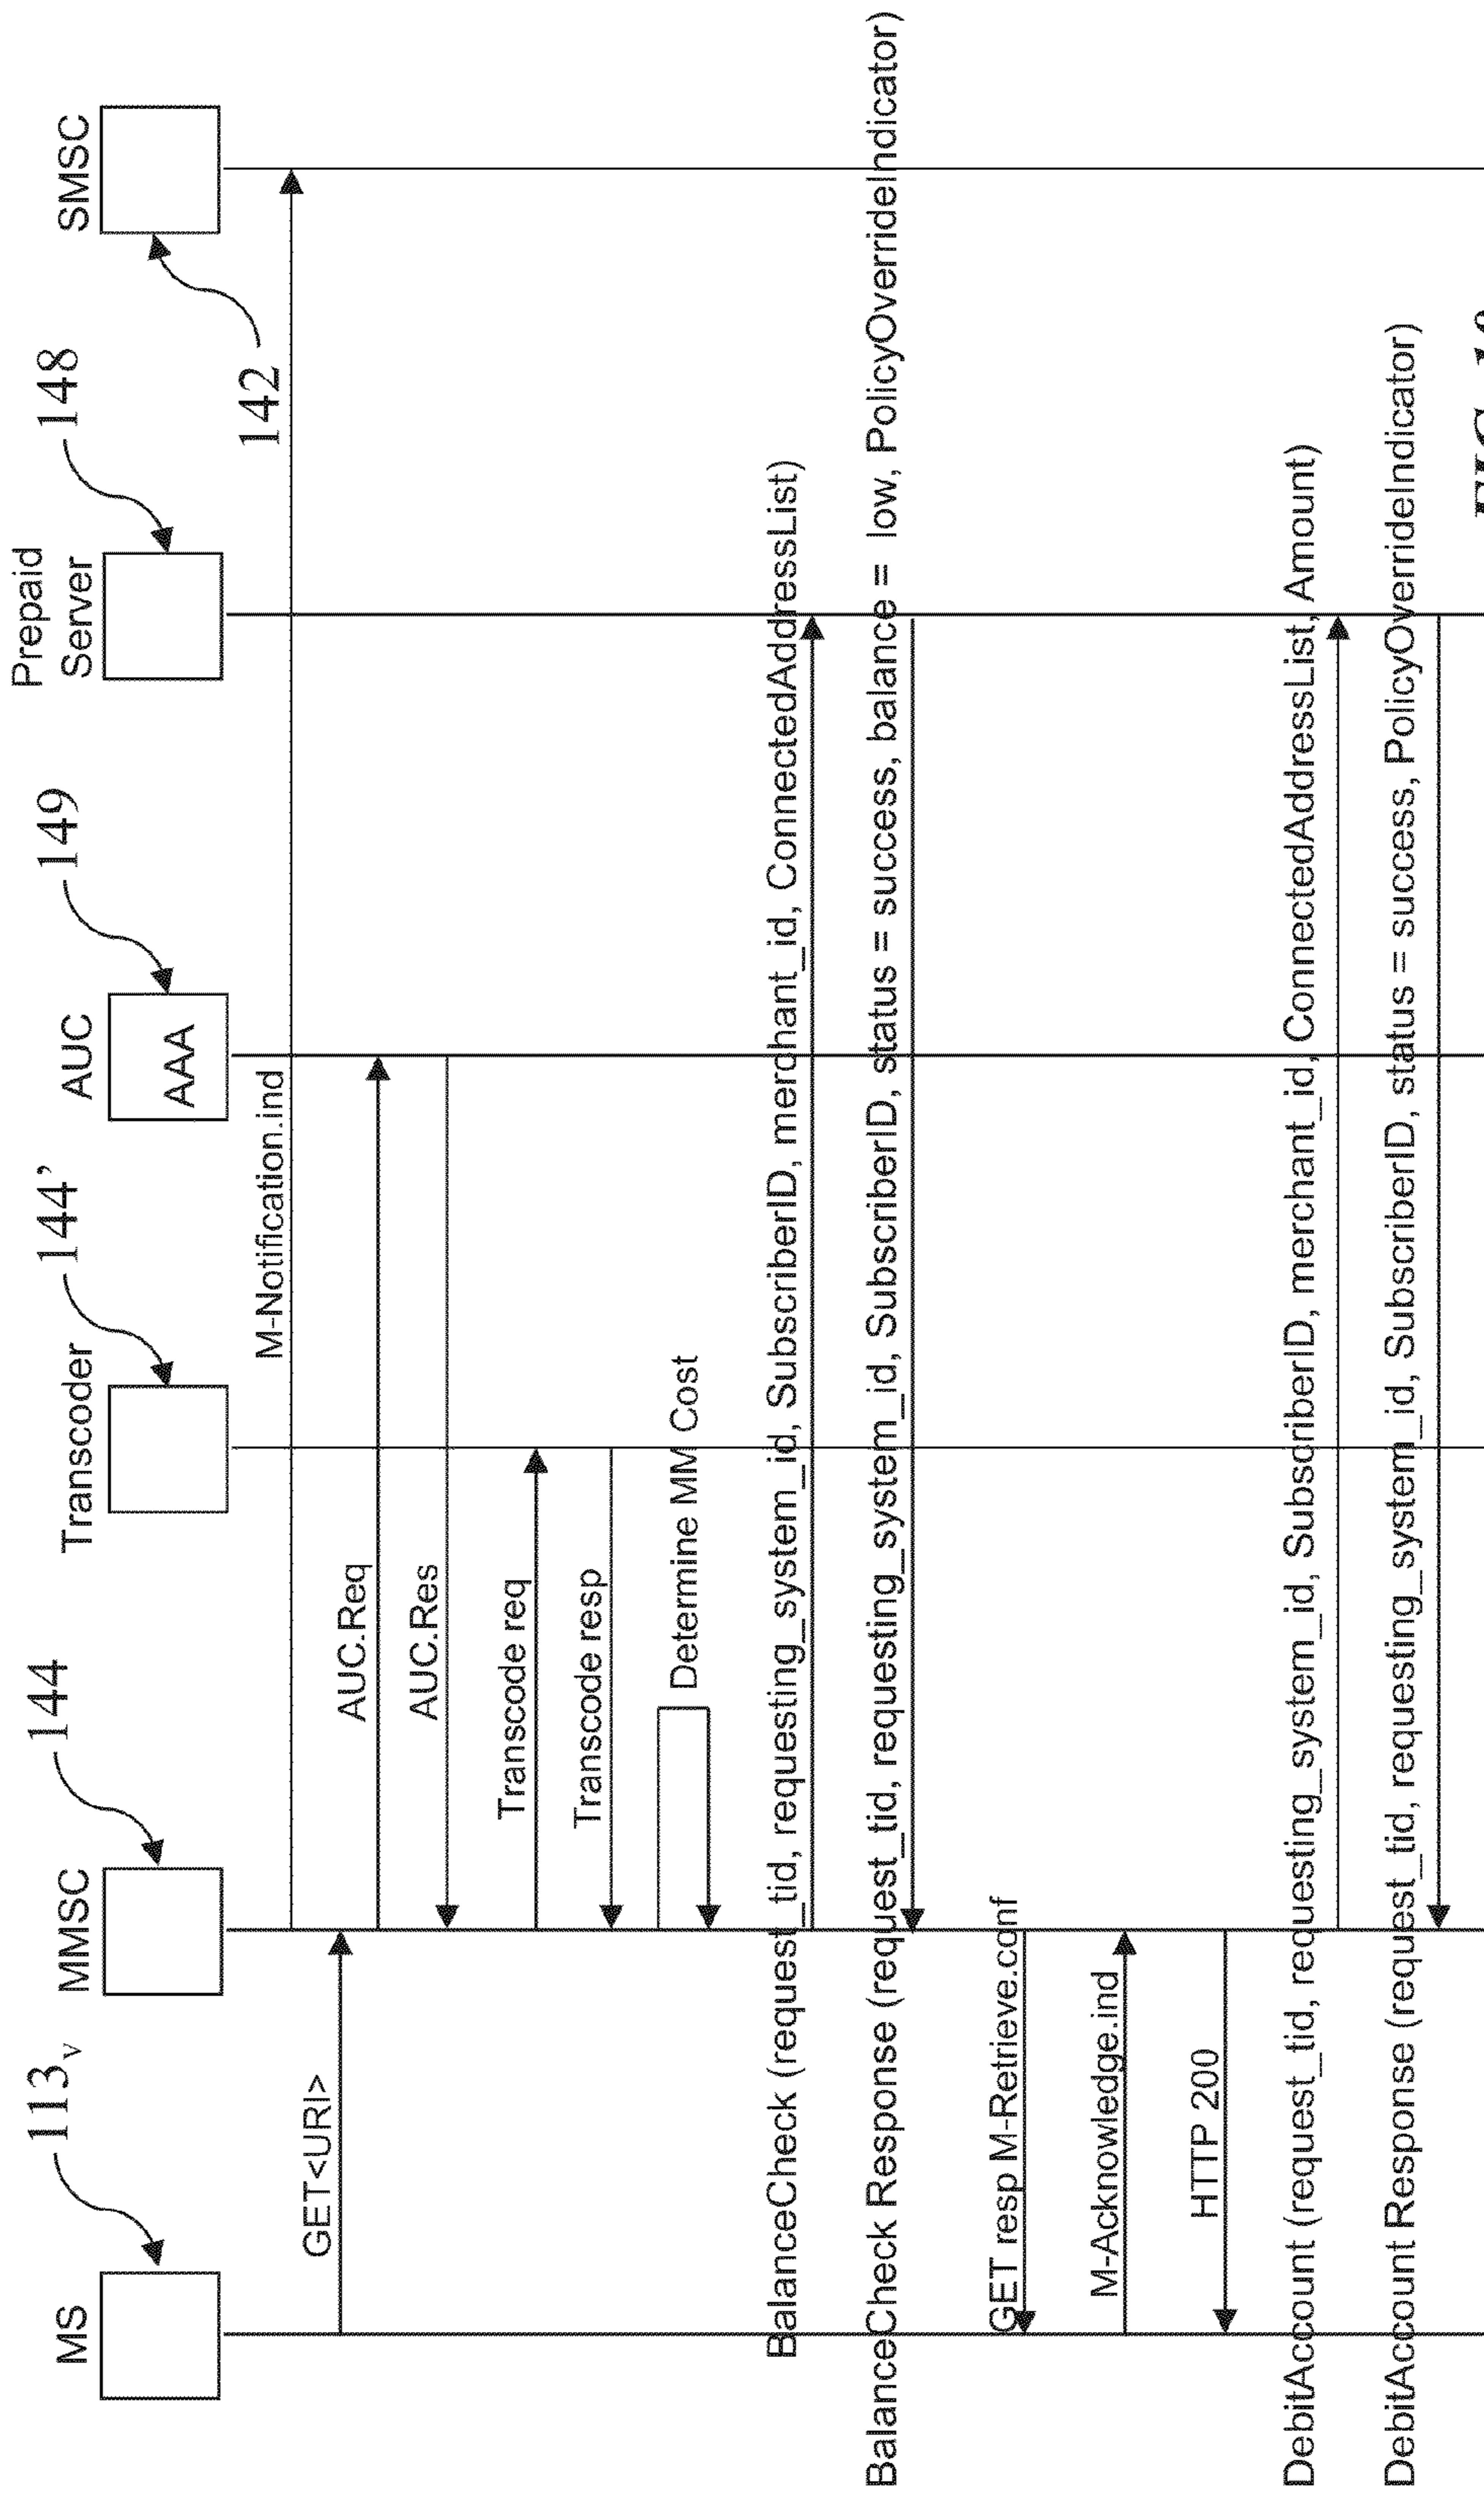 113v
144
144’
149
148
MS
MMSC
Transcoder
AUC
Prepaid
Server
SMSC
AAA
142
M-Notification.ind
GET<URI>
AUC.Req
AUC.Res
Transcode req
Transcode resp
Determine MM Cost
BalanceCheck (request_tid, requesting_system_id, SubscriberID, merchant_id, ConnectedAddressList)
BalanceCheck Response (request_tid, requesting_system_id, SubscriberID, status = success, balance = low, PolicyOverrideIndicator)
GET resp M-Retrieve.conf
M-Acknowledge.ind
HTTP 200
DebitAccount (request_tid, requesting_system_id, SubscriberID, merchant_id, ConnectedAddressList, Amount)
DebitAccount Response (request_tid, requesting_system_id, SubscriberID, status = success, PolicyOverrideIndicator)